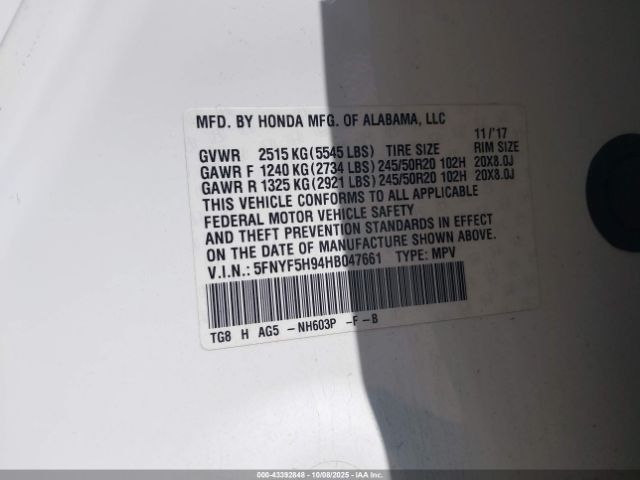 MFD. BY HONDA MFG. OF ALABAMA, LLC
11/'17
GVWR 2515 KG(5545 LBS) TIRE SIZE RIM SIZE
GAWR F 1240 KG(2734 LBS)245/50R20 102H 20X8.0J
GAWR R 1325 KG(2921 LBS)245/50R20 102H 20X8.0J
THIS VEHICLE CONFORMS TO ALL APPLICABLE
FEDERAL MOTOR VEHICLE SAFETY
AND THEFT PREVENTION STANDARDS IN EFFECT
ON THE DATE OF MANUFACTURE SHOWN ABOVE.
V.I.N.: 5FNYF5H94HB047661 TYPE: MPV
TG8 H AG5 -NH603P -F-B
000-43392848 - 10/08/2025 - IAAI.COM